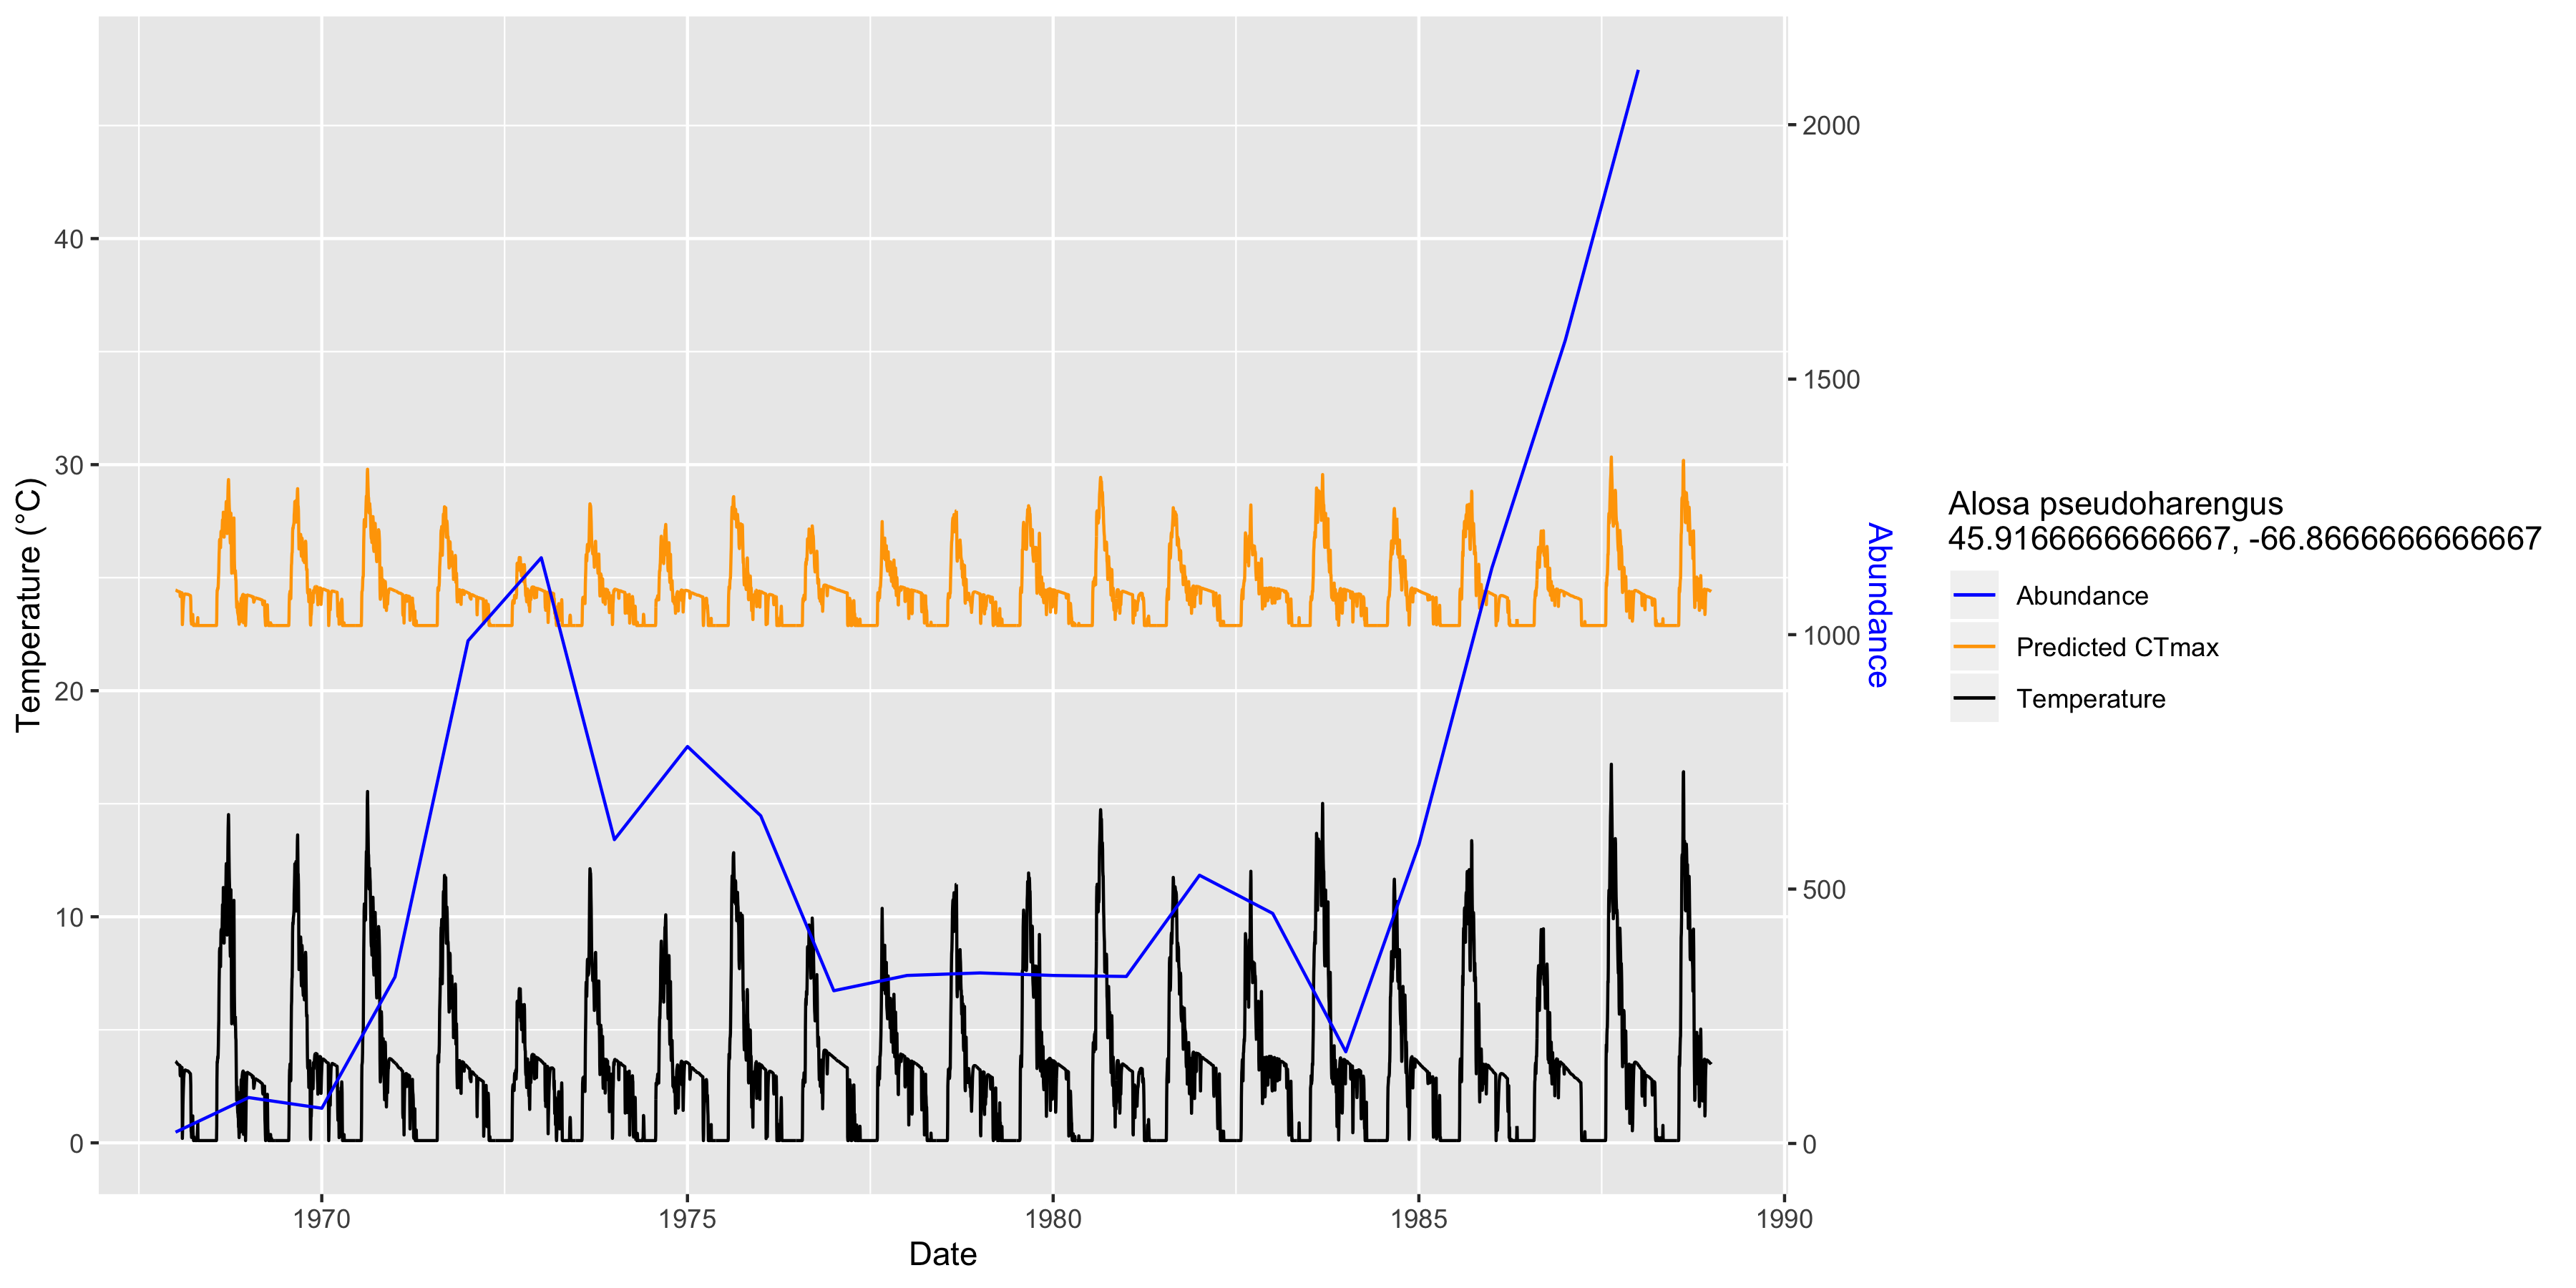 Temperature (°C)
40
30
20
10
0
1970
1975
1980
1985
1990
Date
2000
1500
1000
500
0
Abundance
Alosa pseudoharengus
45.9166666666667, -66.8666666666667
Abundance
Predicted CTmax
Temperature